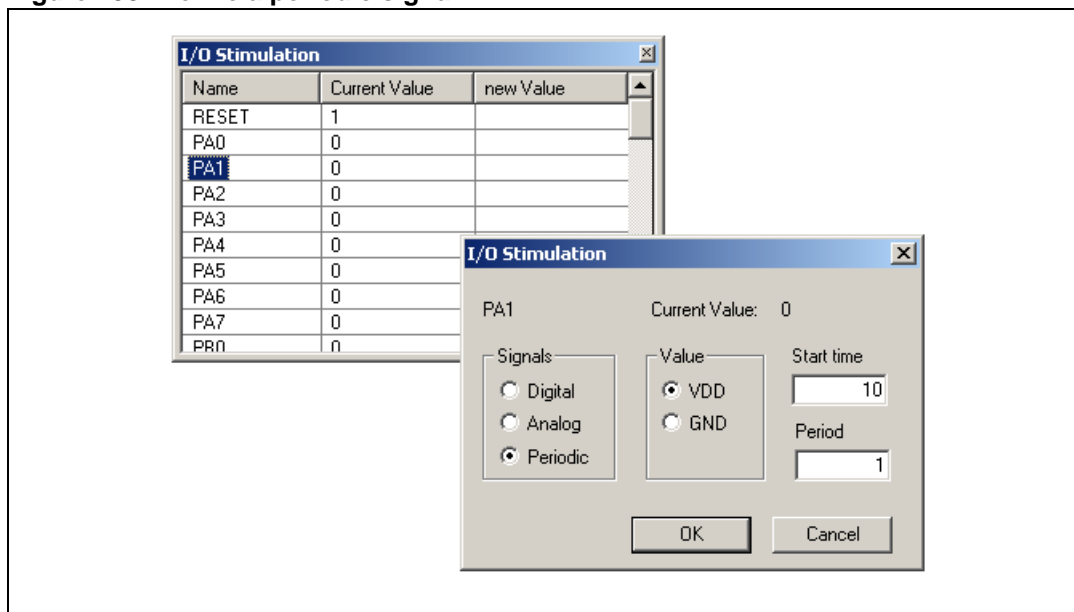 I/O Stimulation
Name Current Value new Value
RESET 1
PA0 0
PA1 0
PA2 0
PA3 0
PA4 0
PA5 0
PA6 0
PA7 0
PB0 0
I/O Stimulation
PA1 Current Value: 0
Signals Value Start time
Digital VDD 10
Analog GND Period
Periodic 1
OK Cancel